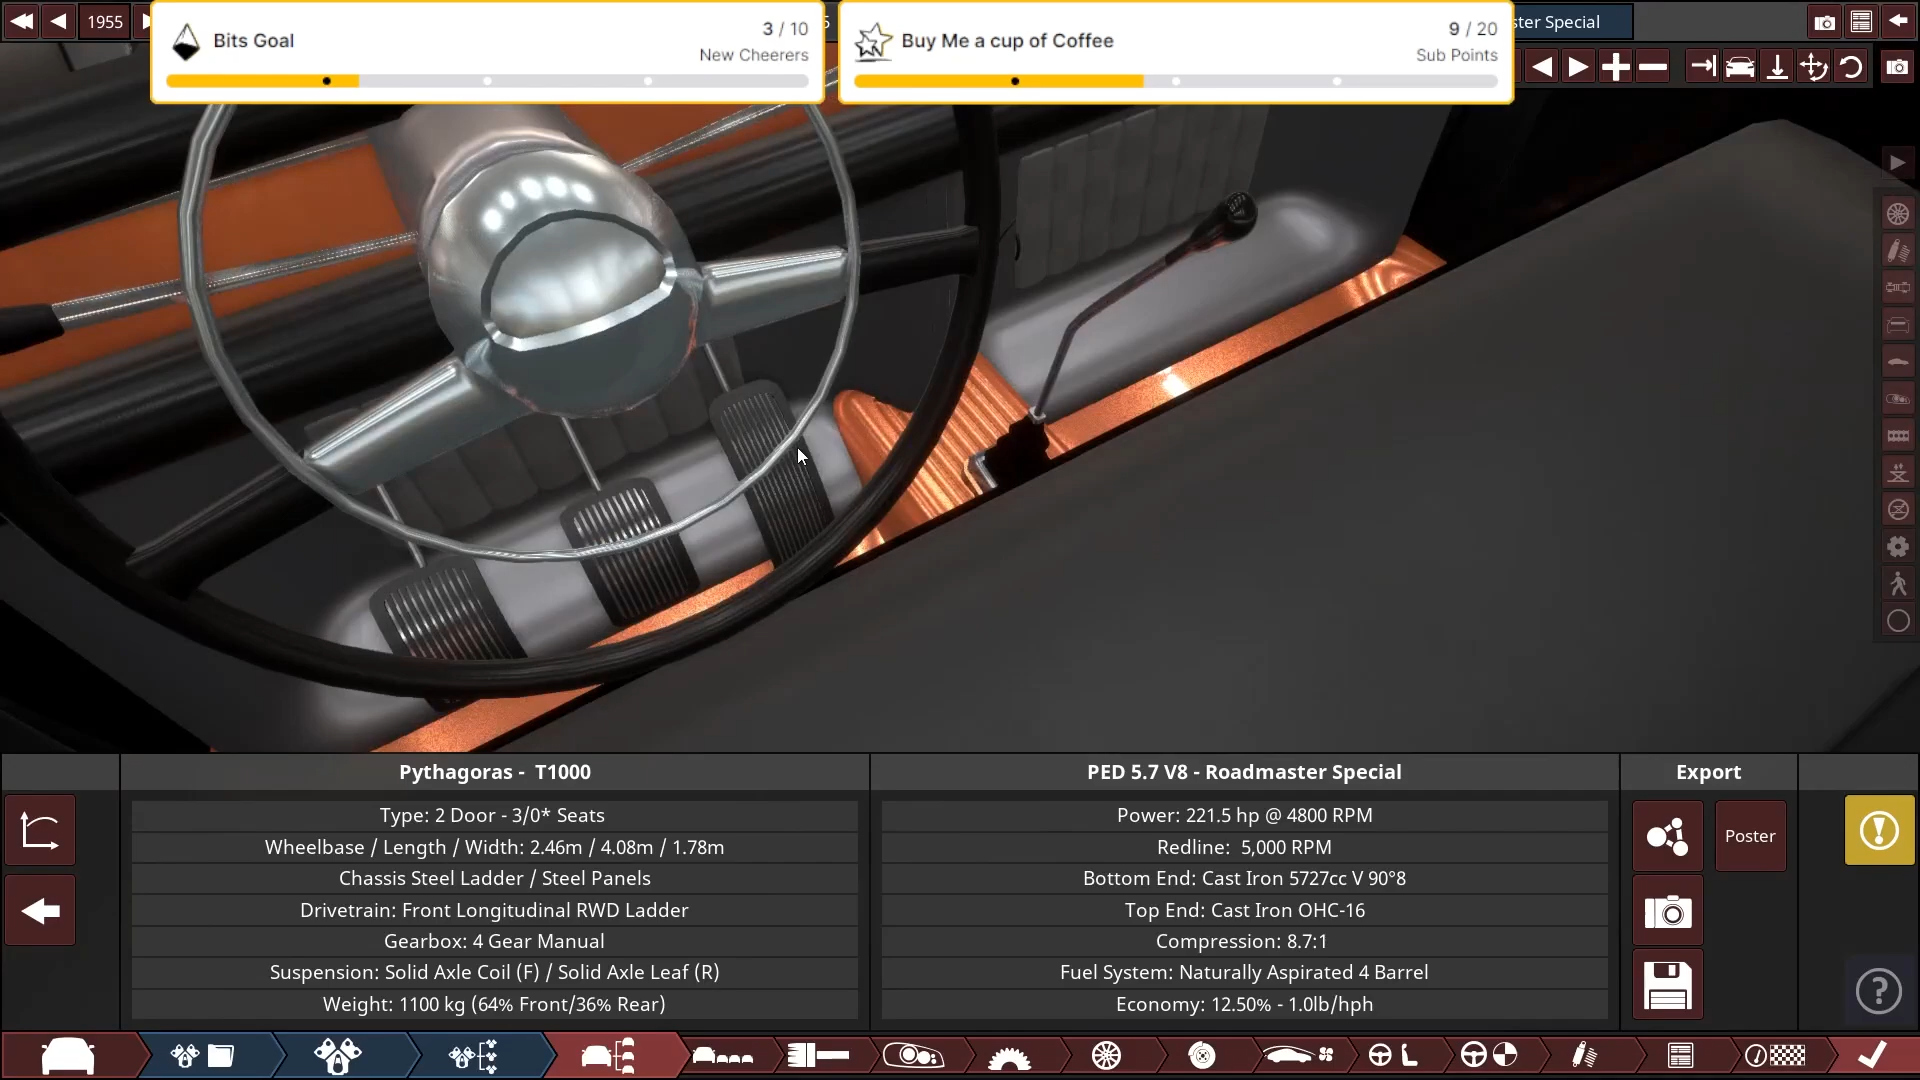 1955
Bits Goal
3 / 10
New Cheerers
5
Buy Me a cup of Coffee
9 / 20
Sub Points
ster Special
Pythagoras -  T1000
Type: 2 Door - 3/0* Seats
Wheelbase / Length / Width: 2.46m / 4.08m / 1.78m
Chassis Steel Ladder / Steel Panels
Drivetrain: Front Longitudinal RWD Ladder
Gearbox: 4 Gear Manual
Suspension: Solid Axle Coil (F) / Solid Axle Leaf (R)
Weight: 1100 kg (64% Front/36% Rear)
PED 5.7 V8 - Roadmaster Special
Power: 221.5 hp @ 4800 RPM
Redline:  5,000 RPM
Bottom End: Cast Iron 5727cc V 90°8
Top End: Cast Iron OHC-16
Compression: 8.7:1
Fuel System: Naturally Aspirated 4 Barrel
Economy: 12.50% - 1.0lb/hph
Export
Poster